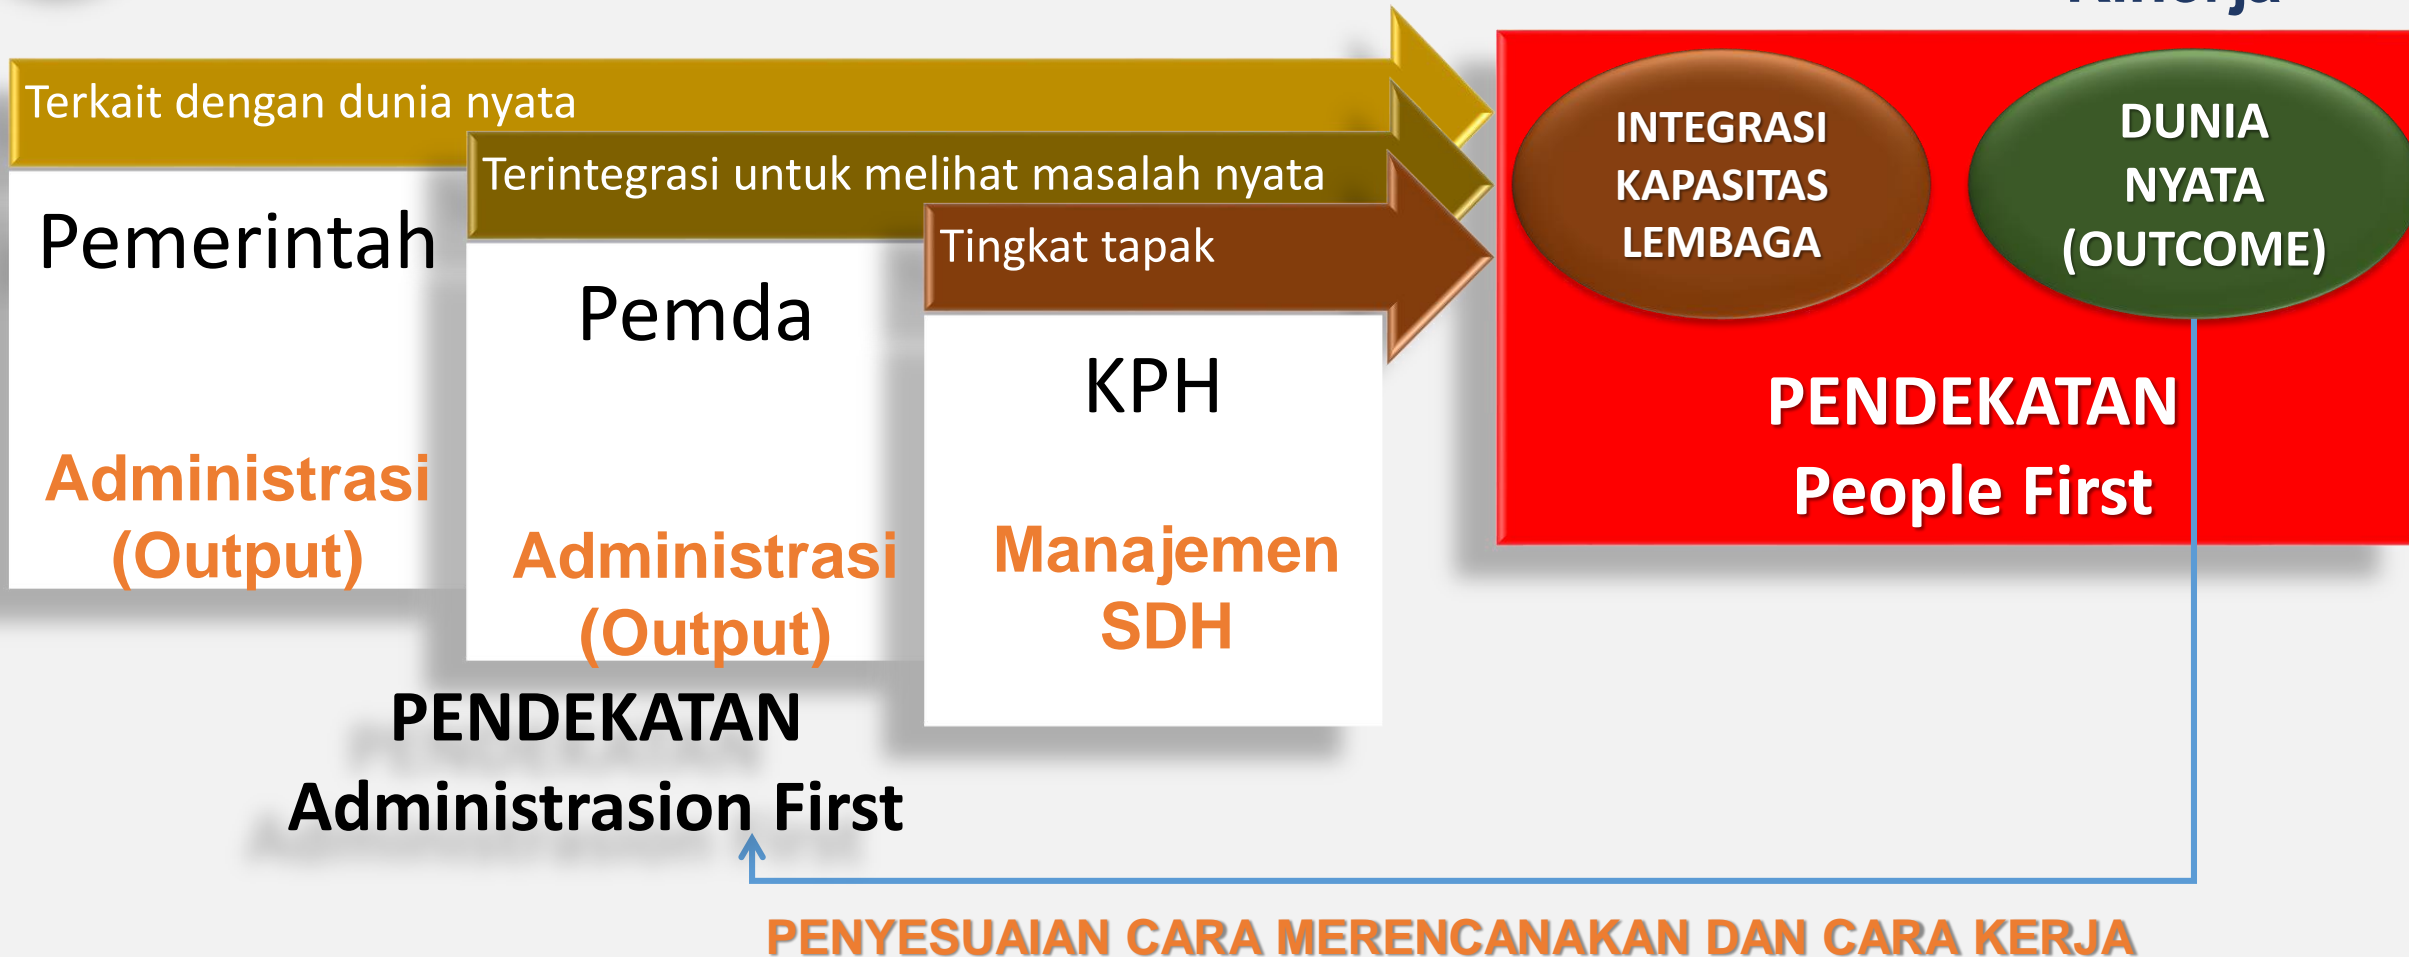 Terkait dengan dunia nyata
Terintegrasi untuk melihat masalah nyata
Tingkat tapak
Pemerintah
Administrasi
(Output)
Pemda
Administrasi
(Output)
KPH
Manajemen
SDH
PENDEKATAN
Administrasion First
INTEGRASI
KAPASITAS
LEMBAGA
DUNIA
NYATA
(OUTCOME)
PENDEKATAN
People First
PENYESUAIAN CARA MERENCANAKAN DAN CARA KERJA